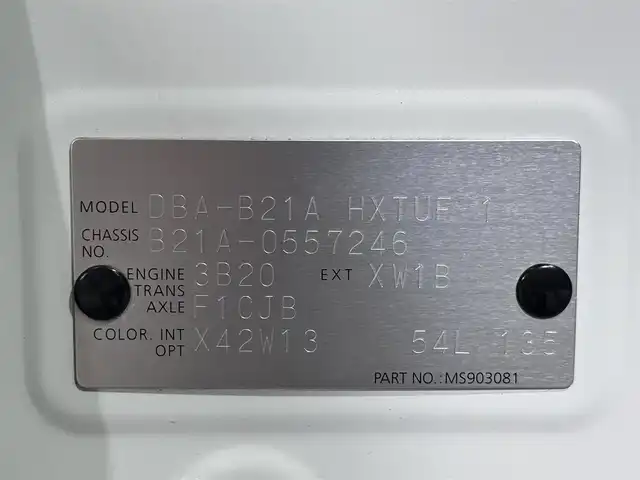 MODEL DBA-B21A HXTUF 1
CHASSIS NO. B21A-0557246
ENGINE 3B20 EXT XW1B
TRANS AXLE F1CJB
COLOR. INT OPT X42W13 54L 135
PART NO.: MS903081